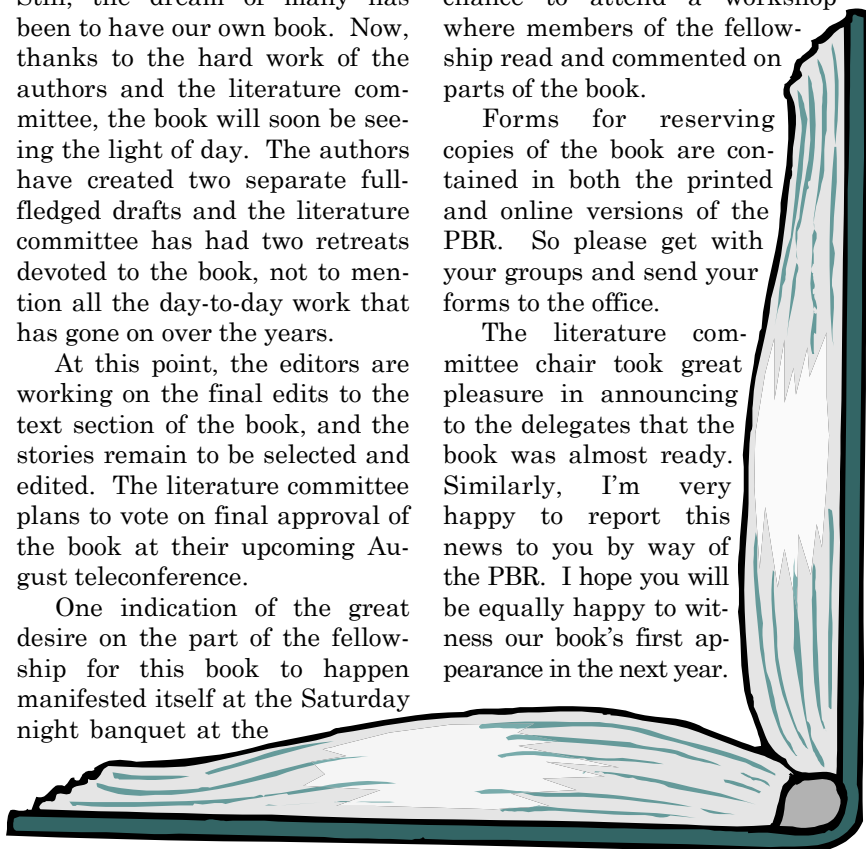 Still, the dream of many has
been to have our own book. Now,
thanks to the hard work of the
authors and the literature com-
mittee, the book will soon be see-
ing the light of day. The authors
have created two separate full-
fledged drafts and the literature
committee has had two retreats
devoted to the book, not to men-
tion all the day-to-day work that
has gone on over the years.
At this point, the editors are
working on the final edits to the
text section of the book, and the
stories remain to be selected and
edited. The literature committee
plans to vote on final approval of
the book at their upcoming Au-
gust teleconference.
One indication of the great
desire on the part of the fellow-
ship for this book to happen
manifested itself at the Saturday
night banquet at the
chance to attend a workshop
where members of the fellow-
ship read and commented on
parts of the book.
Forms for reserving
copies of the book are con-
tained in both the printed
and online versions of the
PBR. So please get with
your groups and send your
forms to the office.
The literature com-
mittee chair took great
pleasure in announcing
to the delegates that the
book was almost ready.
Similarly, I'm very
happy to report this
news to you by way of
the PBR. I hope you will
be equally happy to wit-
ness our book's first ap-
pearance in the next year.